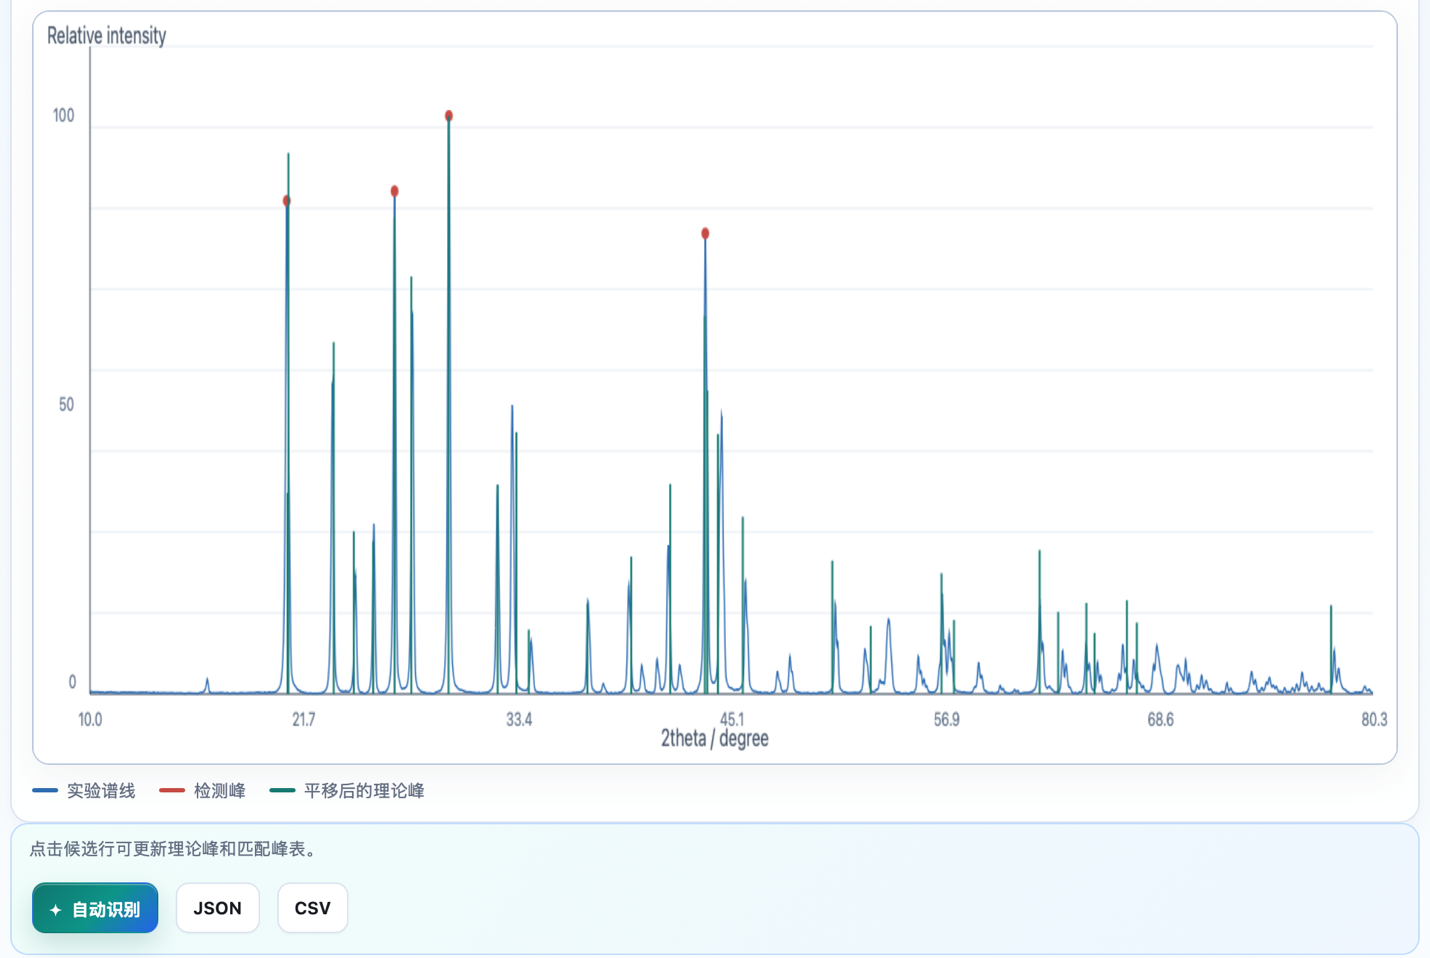 Relative intensity
100
50
0
10.0
21.7
33.4
45.1
56.9
68.6
80.3
2theta / degree
实验谱线
检测峰
平移后的理论峰
点击候选行可更新理论峰和匹配峰表。
自动识别
JSON
CSV